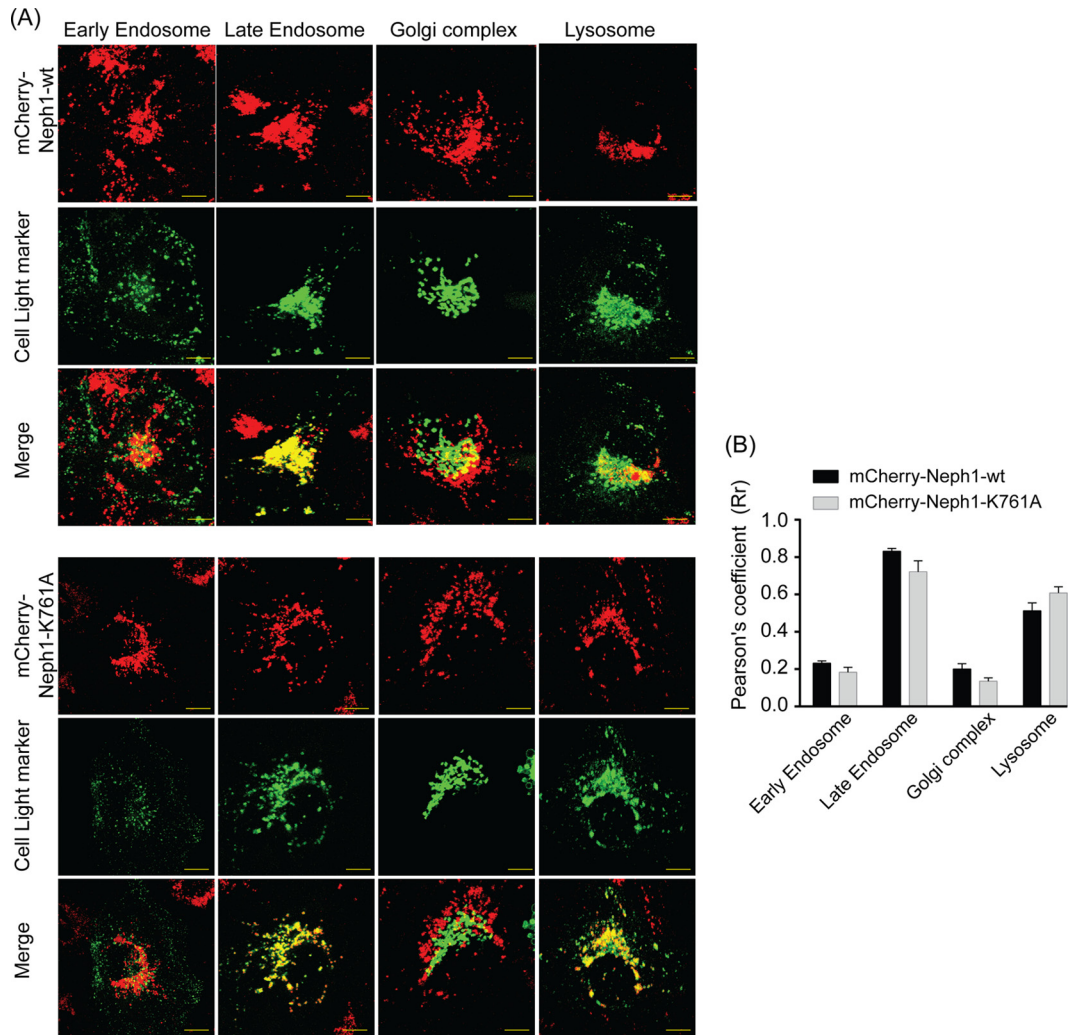 (A)
Early Endosome Late Endosome Golgi complex Lysosome
mCherry-
Neph1-wt
Cell Light marker
Merge
mCherry-
Neph1-K761A
Cell Light marker
Merge
(B)
mCherry-Neph1-wt
mCherry-Neph1-K761A
Pearson's coefficient (Rr)
1.0
0.8
0.6
0.4
0.2
0.0
Early Endosome
Late Endosome
Golgi complex
Lysosome